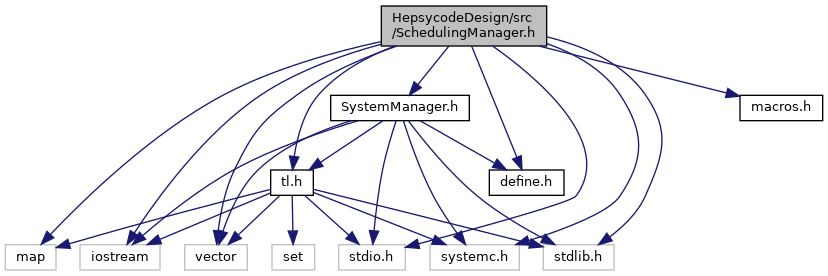 HepsycodeDesign/src
/SchedulingManager.h
SystemManager.h
macros.h
tl.h
define.h
map
iostream
vector
set
stdio.h
systemc.h
stdlib.h